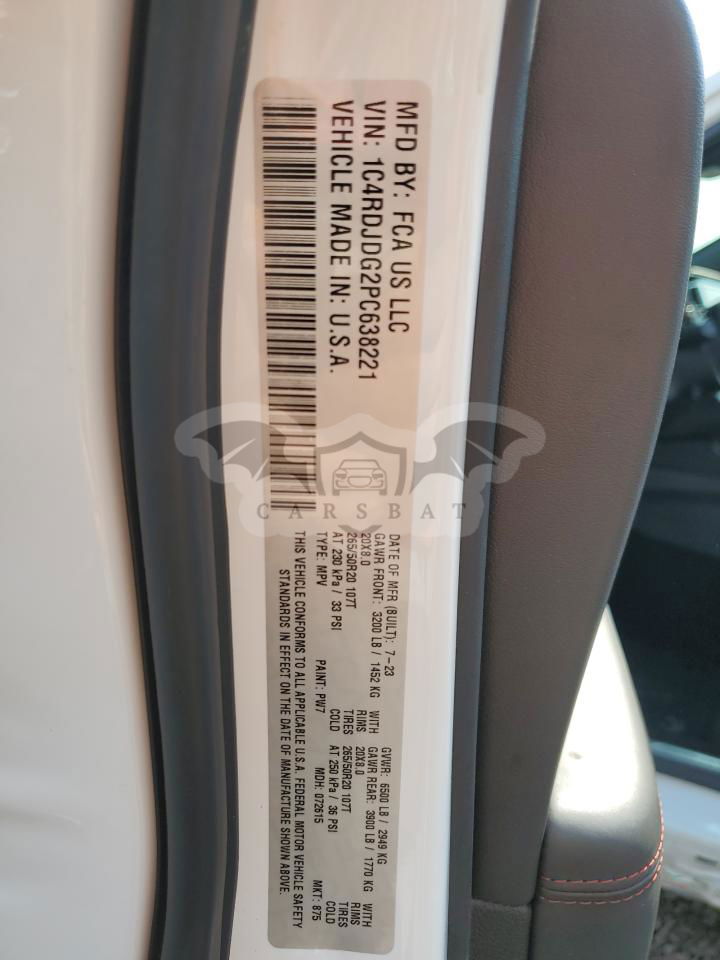 MFD BY: FCA US LLC
VIN: 1C4RDJDG2PC638221
VEHICLE MADE IN: U.S.A.
DATE OF MFR (BUILT): 7-23 GVWR: 6500 LB / 2949 KG
GAWR FRONT: 3200 LB / 1452 KG WITH GAWR REAR: 3900 LB / 1770 KG WITH
20X8.0 RIMS 20X8.0 RIMS
265/50R20 107T TIRES 265/50R20 107T TIRES
AT 230 kPa / 33 PSI COLD AT 250 kPa / 36 PSI COLD
TYPE: MPV PAINT: PW7 MDH: 072615 MKT: 875
THIS VEHICLE CONFORMS TO ALL APPLICABLE U.S.A. FEDERAL MOTOR VEHICLE SAFETY
STANDARDS IN EFFECT ON THE DATE OF MANUFACTURE SHOWN ABOVE.
CARSBAT